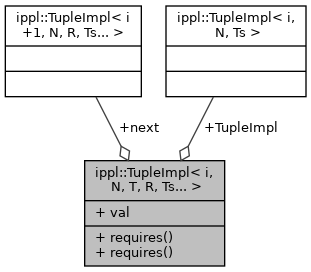 ippl::TupleImpl< i
+1, N, R, Ts... >
ippl::TupleImpl< i,
N, Ts >
+next
+TupleImpl
ippl::TupleImpl< i,
N, T, R, Ts... >
+ val
+ requires()
+ requires()